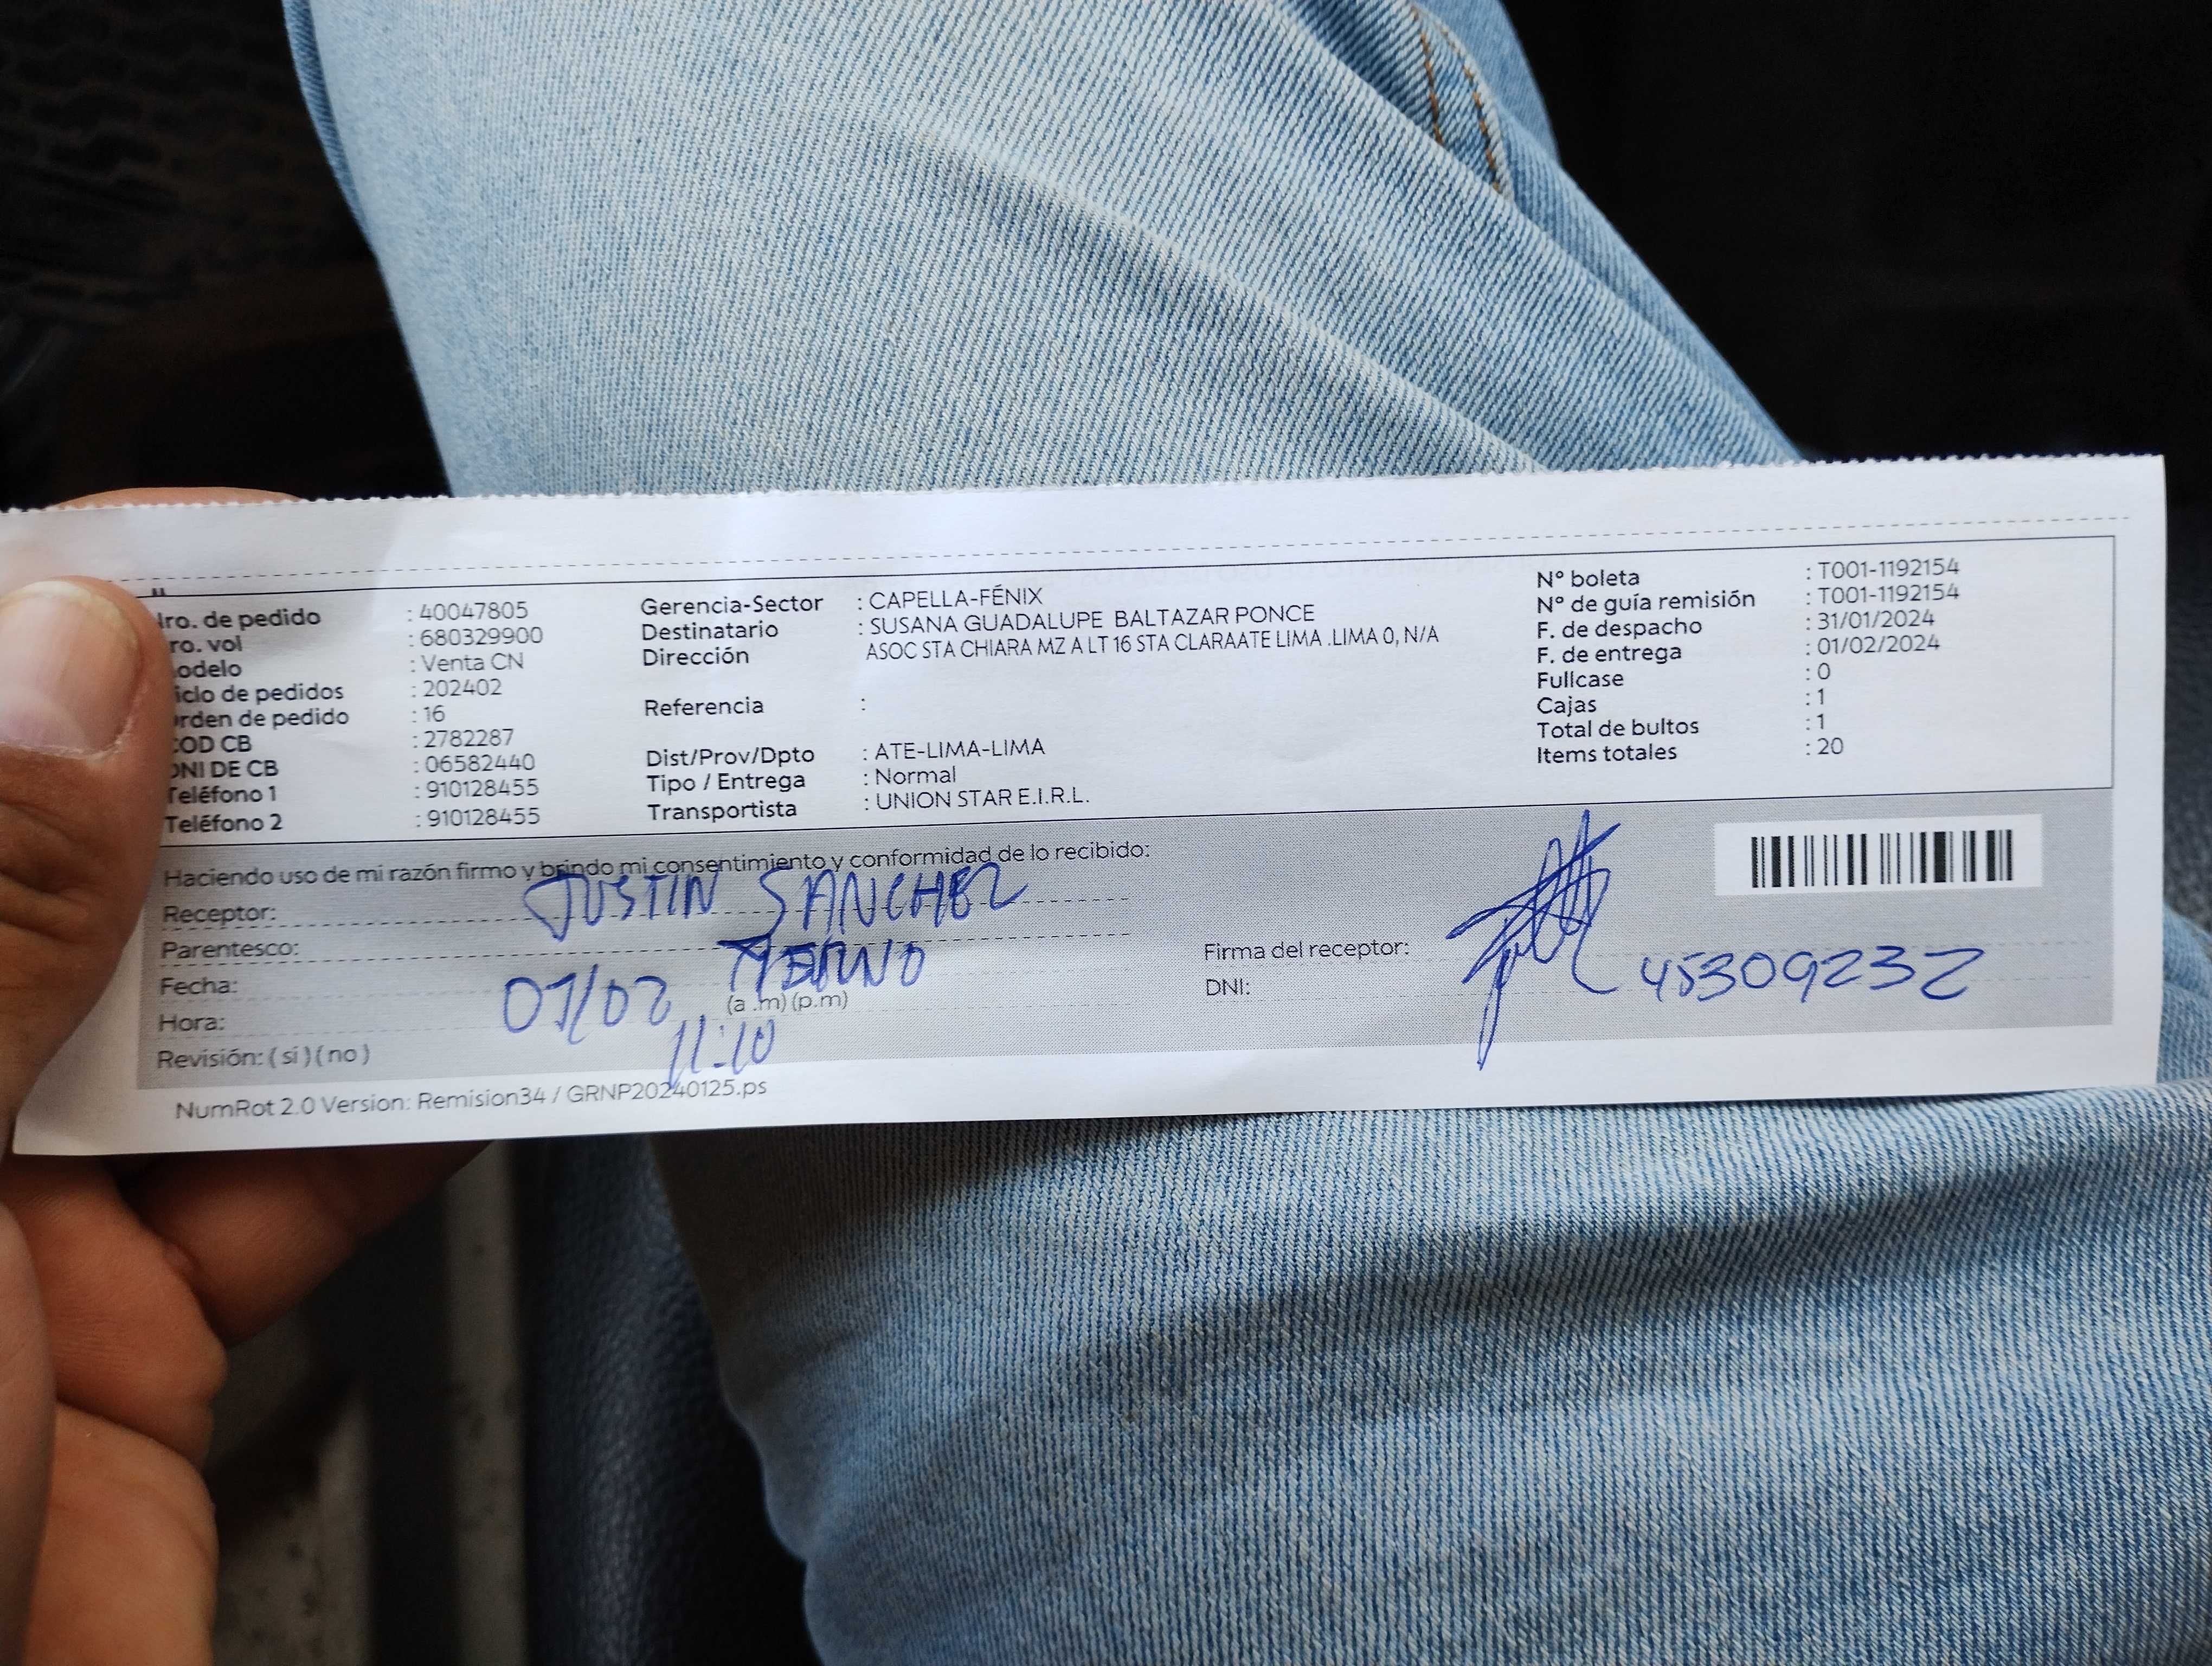 Nro. de pedido : 40047805
ro. vol : 680329900
odelo : Venta CN
iclo de pedidos : 202402
rden de pedido : 16
COD CB : 2782287
DNI DE CB : 06582440
Teléfono 1 : 910128455
Teléfono 2 : 910128455
Gerencia-Sector : CAPELLA-FÉNIX
Destinatario : SUSANA GUADALUPE BALTAZAR PONCE
Dirección ASOC STA CHIARA MZ A LT 16 STA CLARAATE LIMA .LIMA 0, N/A
Referencia :
Dist/Prov/Dpto : ATE-LIMA-LIMA
Tipo / Entrega : Normal
Transportista : UNION STAR E.I.R.L.
N° boleta : T001-1192154
N° de guía remisión : T001-1192154
F. de despacho : 31/01/2024
F. de entrega : 01/02/2024
Fullcase : 0
Cajas : 1
Total de bultos : 1
Items totales : 20
Haciendo uso de mi razón firmo y brindo mi consentimiento y conformidad de lo recibido:
Receptor: JUSTIN SANCHEZ
Parentesco:
Fecha: 01/02
Hora: (a .m) (p.m) 11:10
Revisión: ( sí ) ( no )
Firma del receptor:
DNI: 45309232
NumRot 2.0 Version: Remision34 / GRNP20240125.ps